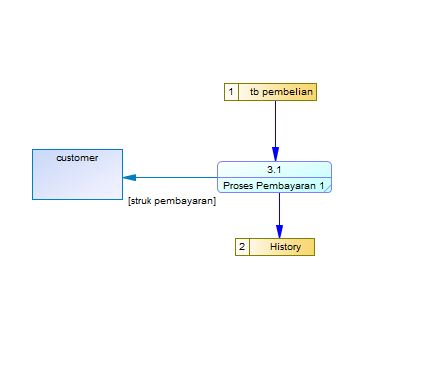 1 tb pembelian
customer
3.1
Proses Pembayaran 1
[struk pembayaran]
2 History